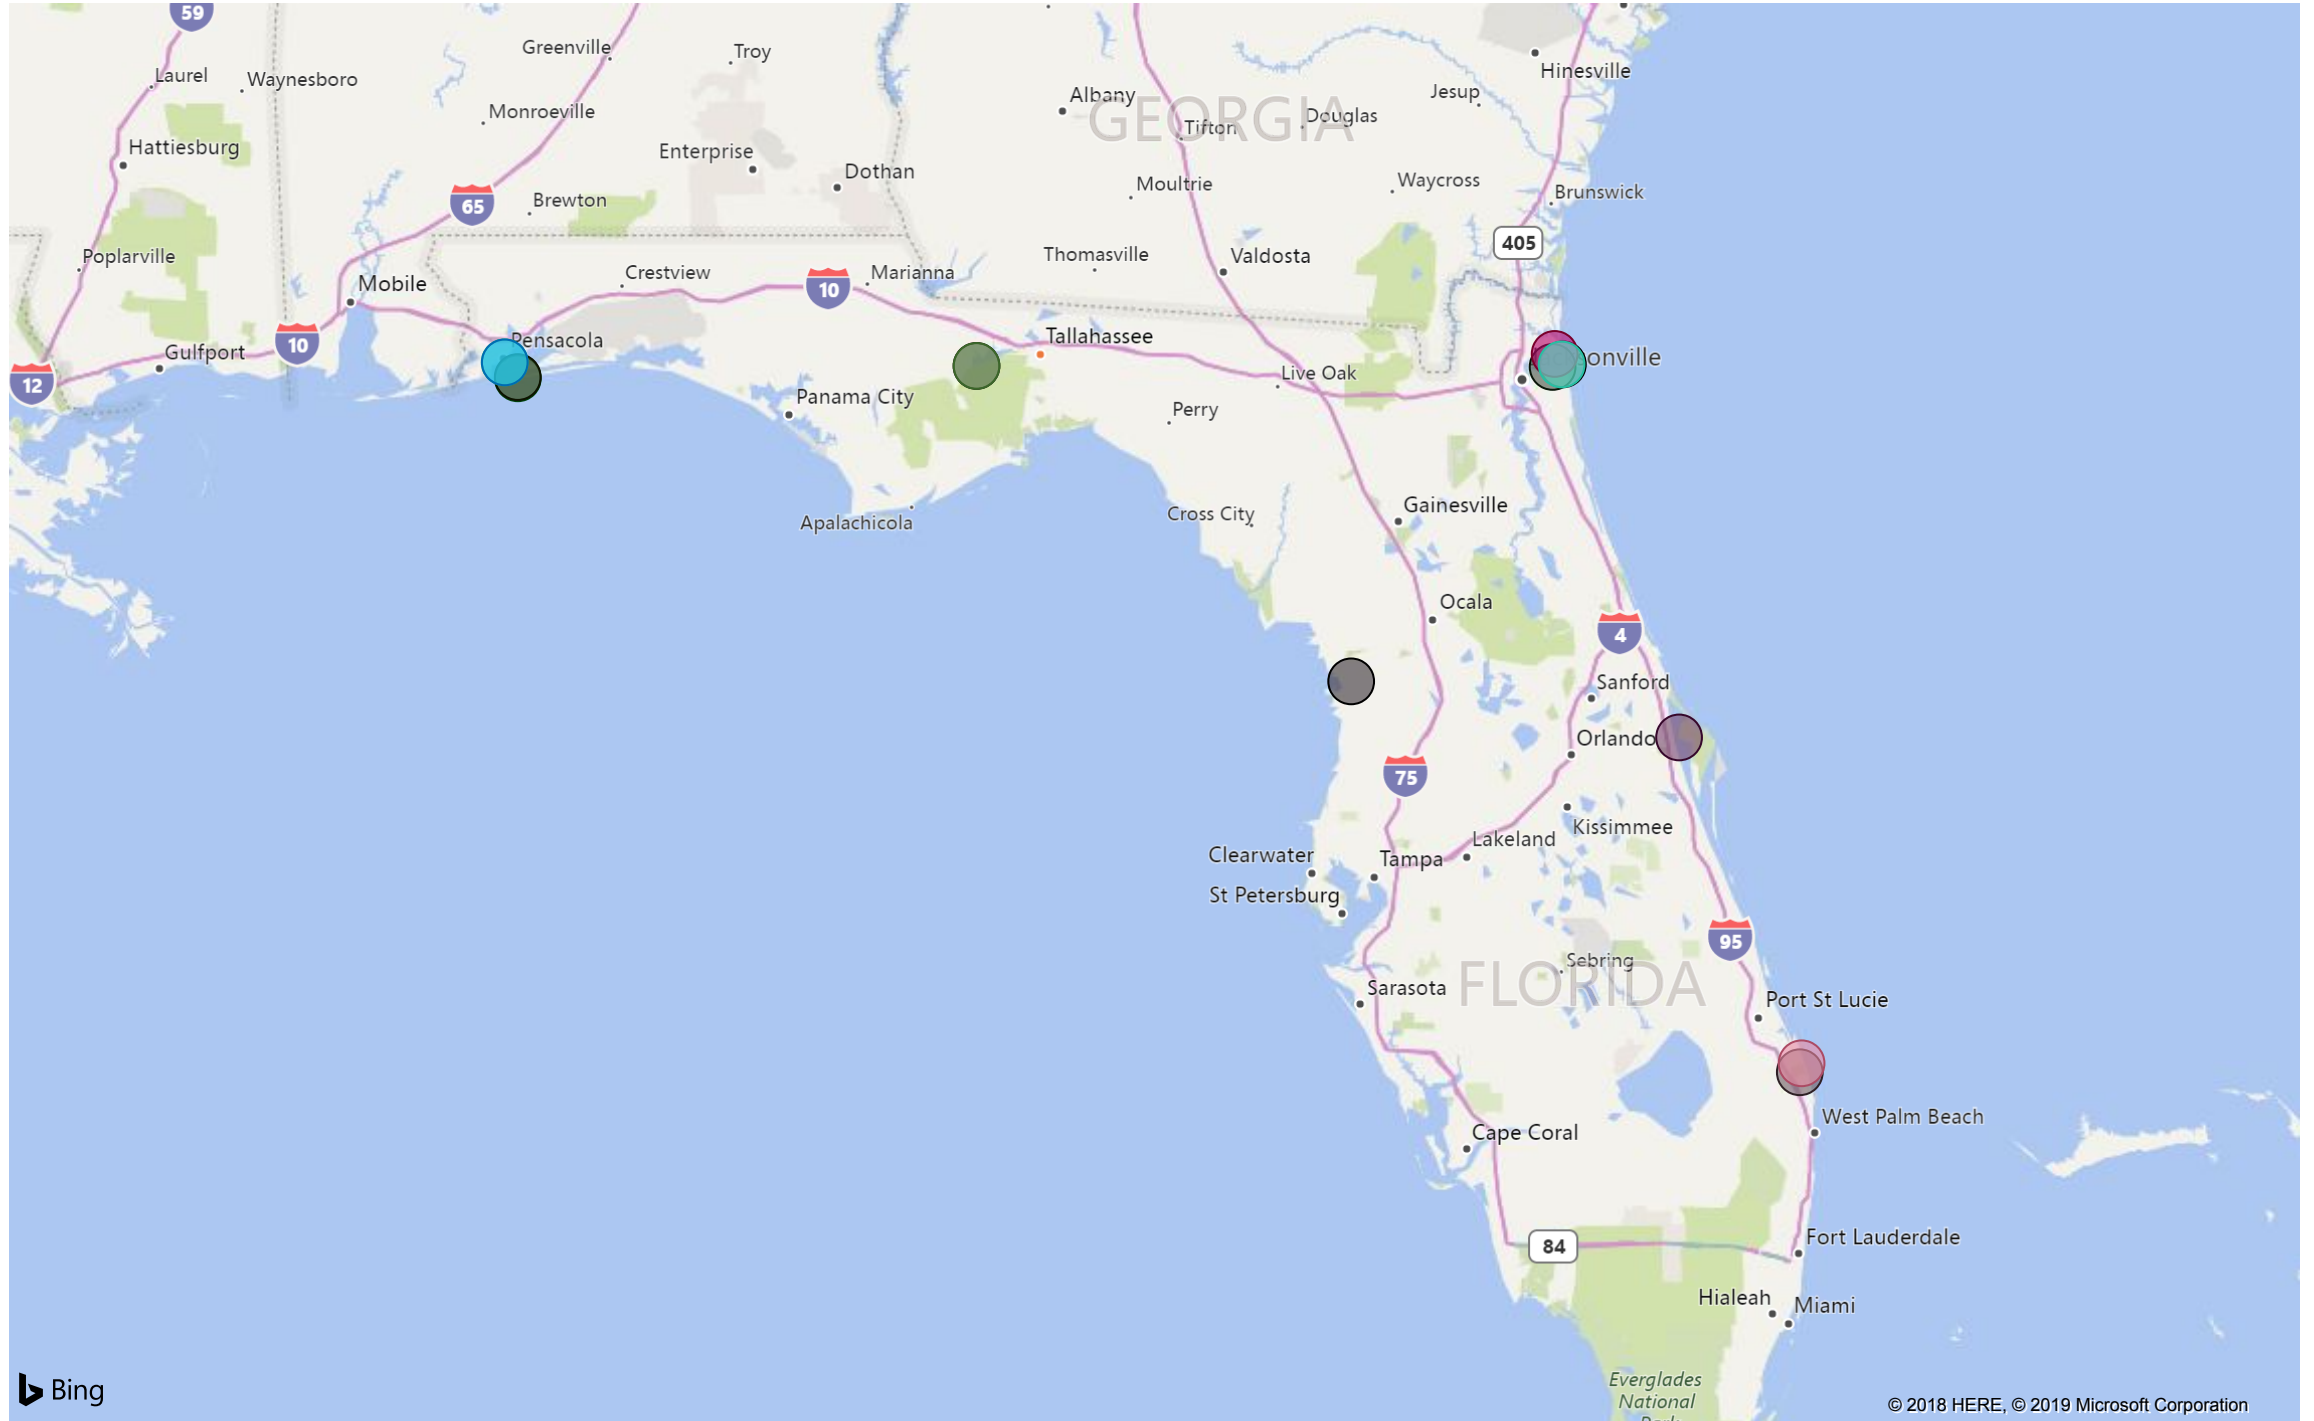 59
Greenville
Troy
Laurel
Waynesboro
Hinesville
Monroeville
Albany
Jesup
GEORGIA
Tifton
Douglas
Hattiesburg
Enterprise
Dothan
Moultrie
Waycross
Brunswick
65
Brewton
405
Poplarville
Thomasville
Valdosta
Mobile
Crestview
10
Marianna
10
Gulfport
Pensacola
Tallahassee
onville
12
Live Oak
Panama City
Perry
Gainesville
Apalachicola
Cross City
Ocala
4
Sanford
Orlando
75
Kissimmee
Lakeland
Clearwater
Tampa
St Petersburg
95
Sebring
FLORIDA
Sarasota
Port St Lucie
West Palm Beach
Cape Coral
84
Fort Lauderdale
Hialeah
Miami
Everglades
National
Park
Bing
© 2018 HERE, © 2019 Microsoft Corporation